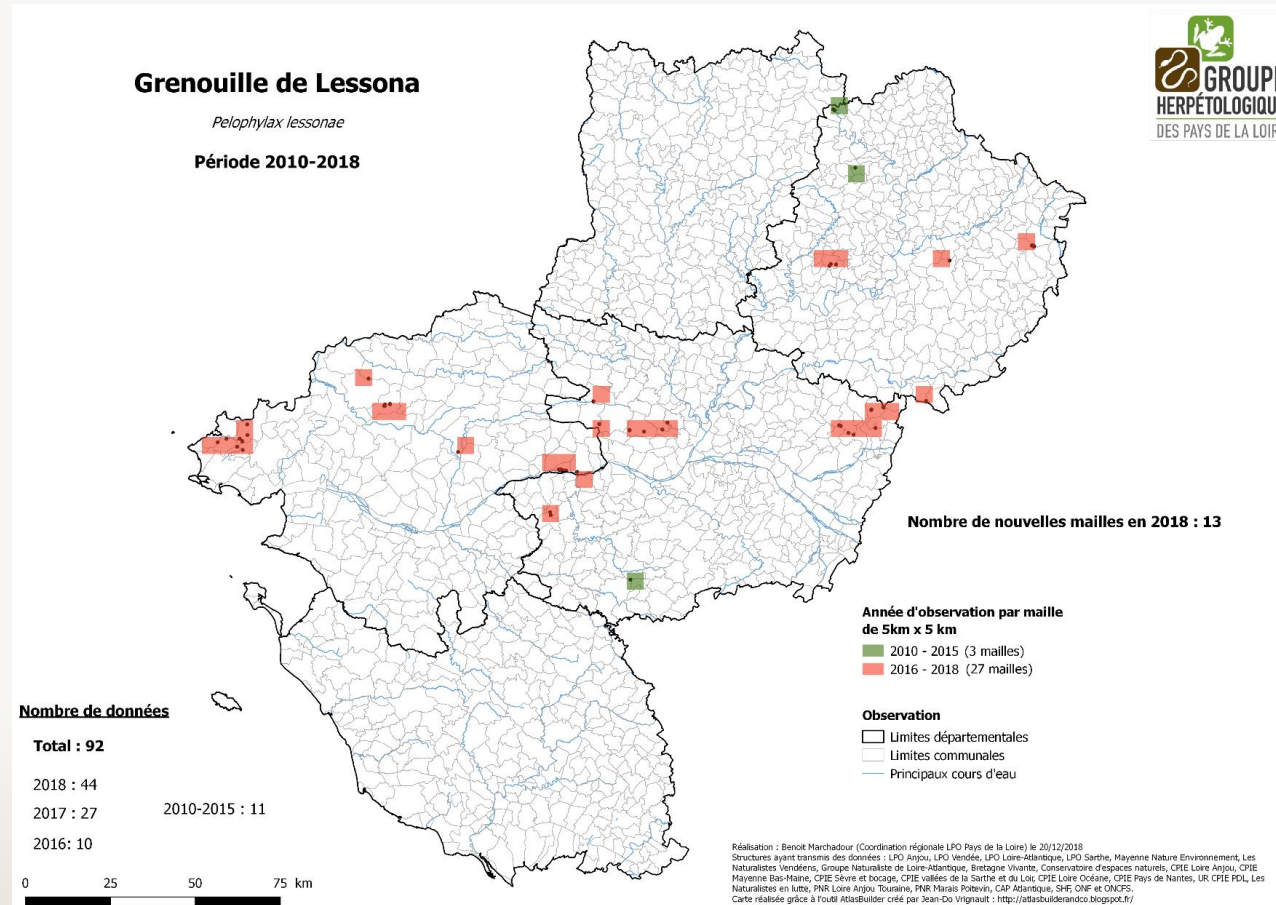 Grenouille de Lessona
Pelophylax lessonae
Période 2010-2018
GROUPE
HERPÉTOLOGIQUE
DES PAYS DE LA LOIRE
Nombre de nouvelles mailles en 2018 : 13
Année d'observation par maille
de 5km x 5 km
2010 - 2015 (3 mailles)
2016 - 2018 (27 mailles)
Observation
Limites départementales
Limites communales
Principaux cours d'eau
Nombre de données
Total : 92
2018 : 44
2017 : 27
2010-2015 : 11
2016: 10
0 25 50 75 km
Réalisation : Benoit Marchadour (Coordination régionale LPO Pays de la Loire) le 20/12/2018
Structures ayant transmis des données : LPO Anjou, LPO Vendée, LPO Loire-Atlantique, LPO Sarthe, Mayenne Nature Environnement, Les
Naturalistes Vendéens, Groupe Naturaliste de Loire-Atlantique, Bretagne Vivante, Conservatoire d'espaces naturels, CPIE Loire Anjou, CPIE
Mayenne Bas-Maine, CPIE Sèvre et bocage, CPIE vallées de la Sarthe et du Loir, CPIE Loire Océane, CPIE Pays de Nantes, UR CPIE PDL, Les
Naturalistes en lutte, PNR Loire Anjou Touraine, PNR Marais Poitevin, CAP Atlantique, SHF, ONF et ONCFS.
Carte réalisée grâce à l'outil AtlasBuilder créé par Jean-Do Vrignault : http://atlasbuilderandco.blogspot.fr/